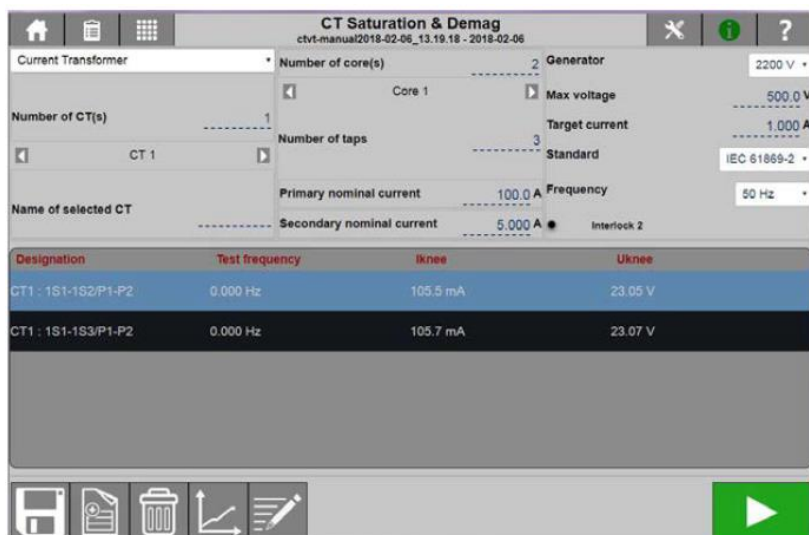 CT Saturation & Demag
ctvt-manual2018-02-06_13.19.18 - 2018-02-06
i
?
Current Transformer
Number of CT(s) 1
CT 1
Name of selected CT
Number of core(s) 2
Core 1
Number of taps 3
Primary nominal current 100.0 A
Secondary nominal current 5.000 A
Generator 2200 V
Max voltage 500.0 V
Target current 1.000 A
Standard IEC 61869-2
Frequency 50 Hz
Interlock 2
Designation Test frequency Iknee Uknee
CT1 : 1S1-1S2/P1-P2 0.000 Hz 105.5 mA 23.05 V
CT1 : 1S1-1S3/P1-P2 0.000 Hz 105.7 mA 23.07 V